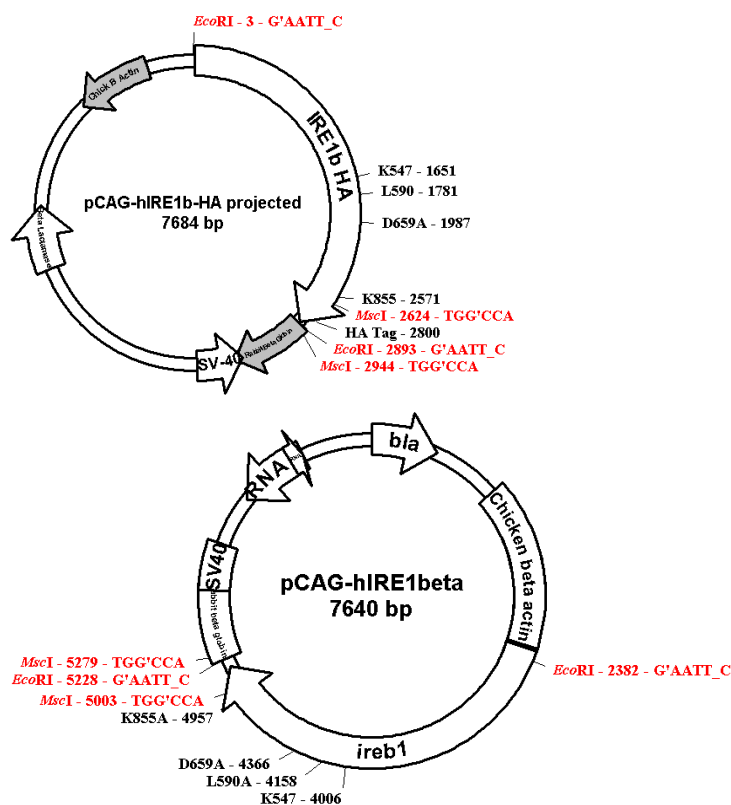 EcoRI - 3 - G'AATT_C
Chick B Actin
IRE1b HA
K547 - 1651
L590 - 1781
D659A - 1987
pCAG-hIRE1b-HA projected
7684 bp
Beta Lactamase
K855 - 2571
MscI - 2624 - TGG'CCA
HA Tag - 2800
EcoRI - 2893 - G'AATT_C
MscI - 2944 - TGG'CCA
Rabbit Beta Globin
SV-40
bla
RNA
Chicken beta actin
SV40
pCAG-hIRE1beta
7640 bp
bbit beta globin
MscI - 5279 - TGG'CCA
EcoRI - 5228 - G'AATT_C
MscI - 5003 - TGG'CCA
K855A - 4957
EcoRI - 2382 - G'AATT_C
ireb1
D659A - 4366
L590A - 4158
K547 - 4006